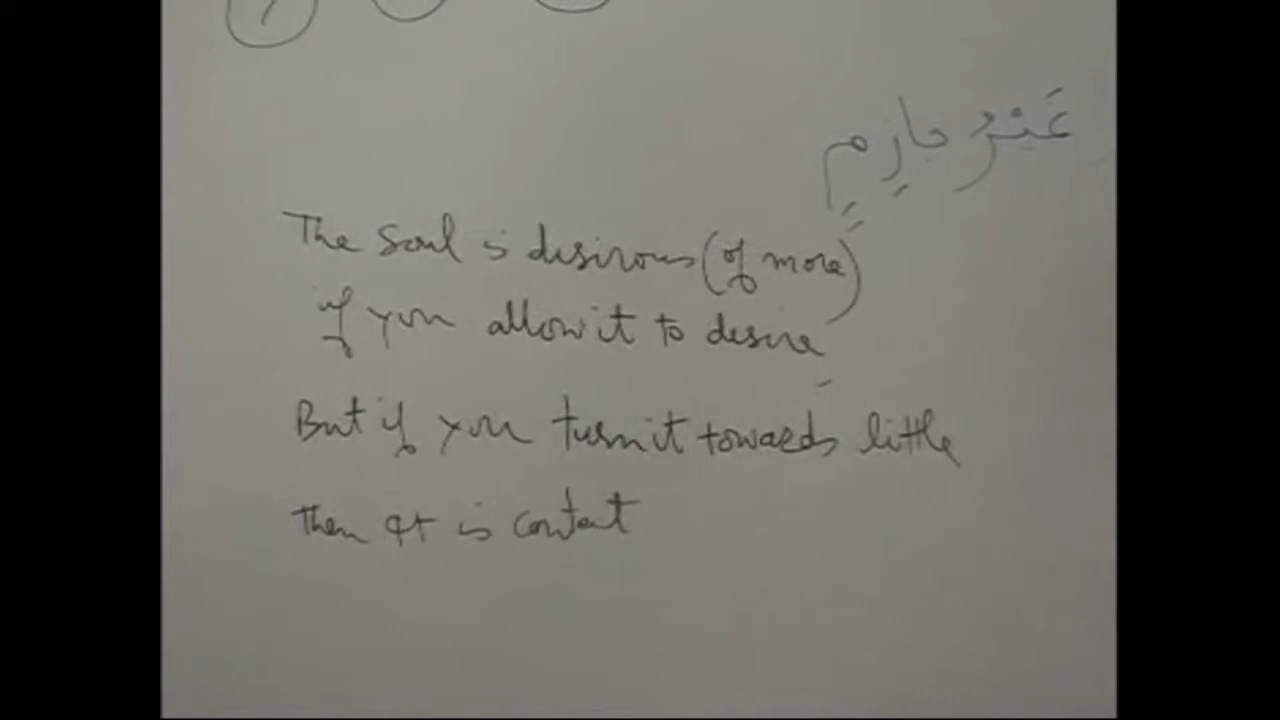 غَيْرُ جازِمٍ
The soul is desirous (of more)
if you allow it to desire
But if you turn it towards little
then it is content